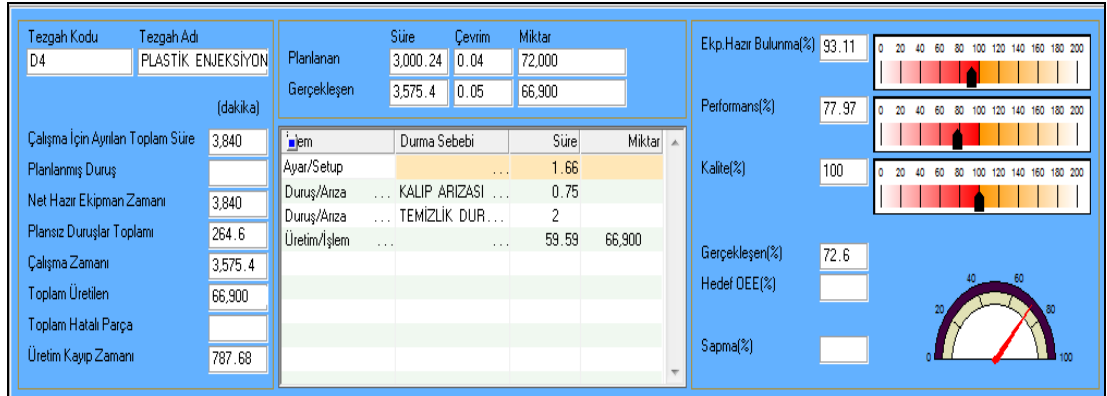 Tezgah Kodu Tezgah Adı
D4 PLASTİK ENJEKSİYON
(dakika)
Çalışma İçin Ayrılan Toplam Süre 3,840
Planlanmış Duruş
Net Hazır Ekipman Zamanı 3,840
Plansız Duruşlar Toplamı 264.6
Çalışma Zamanı 3,575.4
Toplam Üretilen 66,900
Toplam Hatalı Parça
Üretim Kayıp Zamanı 787.68
Süre Çevrim Miktar
Planlanan 3,000.24 0.04 72,000
Gerçekleşen 3,575.4 0.05 66,900
Durma Sebebi Süre Miktar
Ayar/Setup ... 1.66
Duruş/Arıza ... KALIP ARIZASI ... 0.75
Duruş/Arıza ... TEMİZLİK DUR... 2
Üretim/İşlem ... ... 59.59 66,900
Ekp.Hazır Bulunma(%) 93.11
0 20 40 60 80 100 120 140 160 180 200
Performans(%) 77.97
0 20 40 60 80 100 120 140 160 180 200
Kalite(%) 100
0 20 40 60 80 100 120 140 160 180 200
Gerçekleşen(%) 72.6
Hedef OEE(%)
Sapma(%)
0 20 40 60 80 100